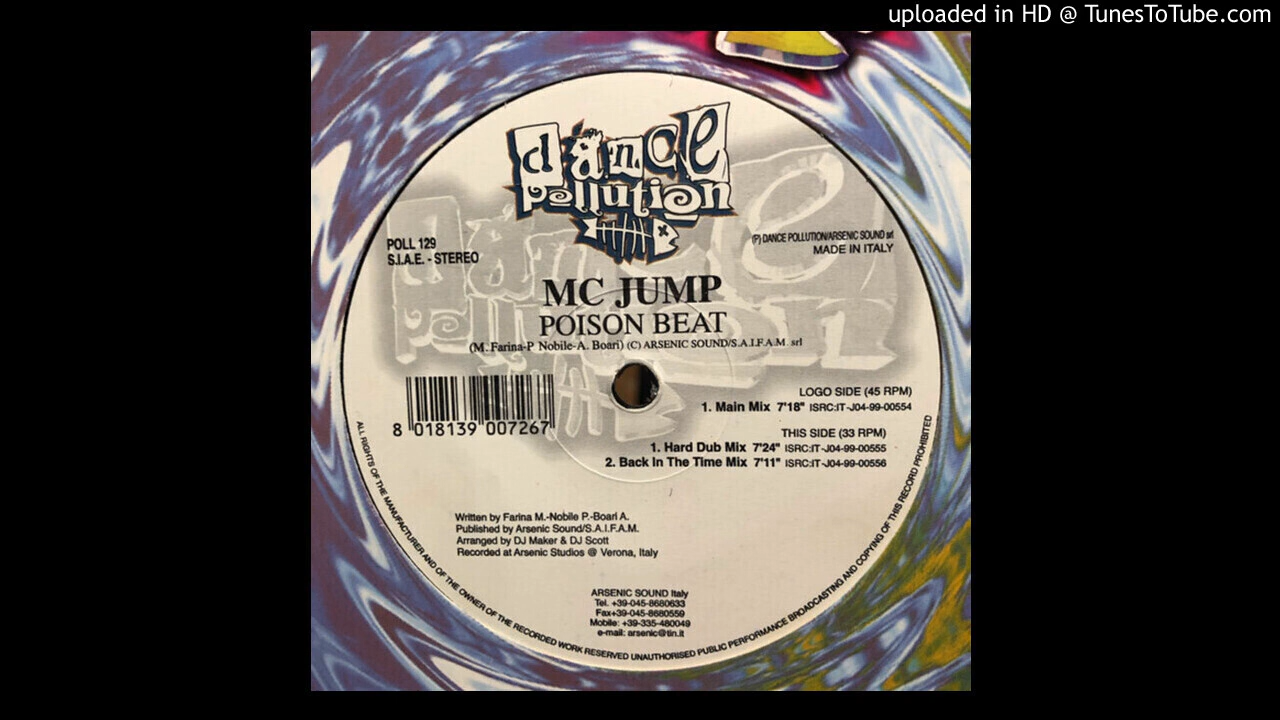 uploaded in HD @ TunesToTube.com
dance
pollution
POLL 129
S.I.A.E. - STEREO
(P) DANCE POLLUTION/ARSENIC SOUND srl
MADE IN ITALY
MC JUMP
POISON BEAT
(M. Farina-P Nobile-A. Boari) (C) ARSENIC SOUND/S.A.I.F.A.M. srl
8 018139 007267
LOGO SIDE (45 RPM)
1. Main Mix 7'18" ISRC:IT-J04-99-00554
THIS SIDE (33 RPM)
1. Hard Dub Mix 7'24" ISRC:IT-J04-99-00555
2. Back In The Time Mix 7'11" ISRC:IT-J04-99-00556
Written by Farina M.-Nobile P.-Boari A.
Published by Arsenic Sound/S.A.I.F.A.M.
Arranged by DJ Maker & DJ Scott
Recorded at Arsenic Studios @ Verona, Italy
ARSENIC SOUND Italy
Tel. +39-045-8680633
Fax+39-045-8680559
Mobile: +39-335-480049
e-mail: arsenic@tin.it
ALL RIGHTS OF THE MANUFACTURER AND OF THE OWNER OF THE RECORDED WORK RESERVED UNAUTHORISED PUBLIC PERFORMANCE BROADCASTING AND COPYING OF THIS RECORD PROHIBITED